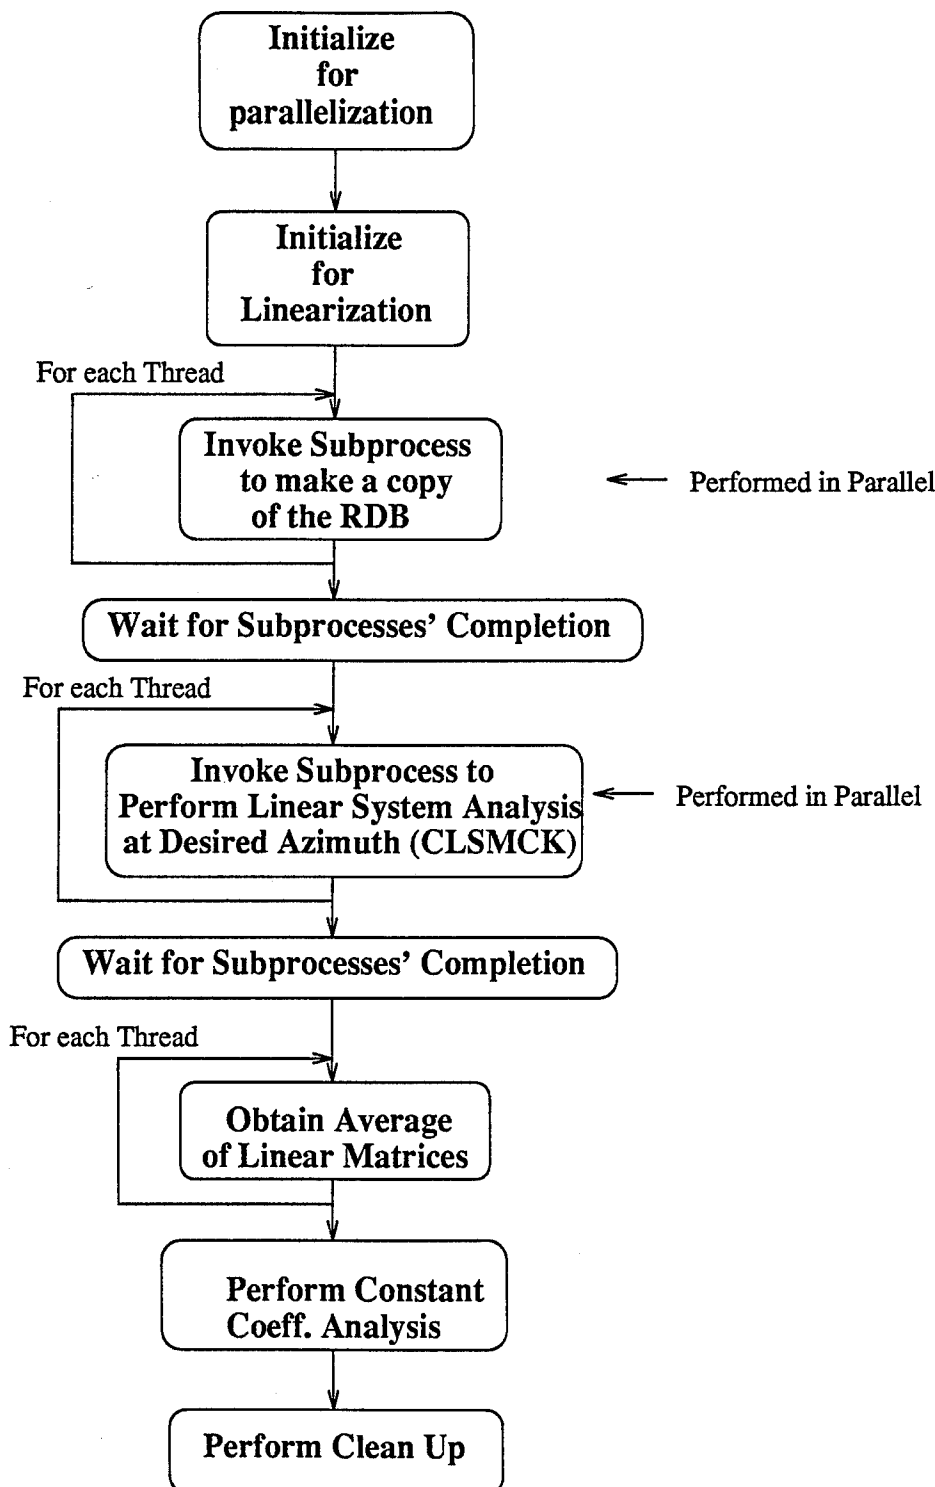 Initialize
for
parallelization
Initialize
for
Linearization
For each Thread
Invoke Subprocess
to make a copy
of the RDB
Performed in Parallel
Wait for Subprocesses' Completion
For each Thread
Invoke Subprocess to
Perform Linear System Analysis
at Desired Azimuth (CLSMCK)
Performed in Parallel
Wait for Subprocesses' Completion
For each Thread
Obtain Average
of Linear Matrices
Perform Constant
Coeff. Analysis
Perform Clean Up